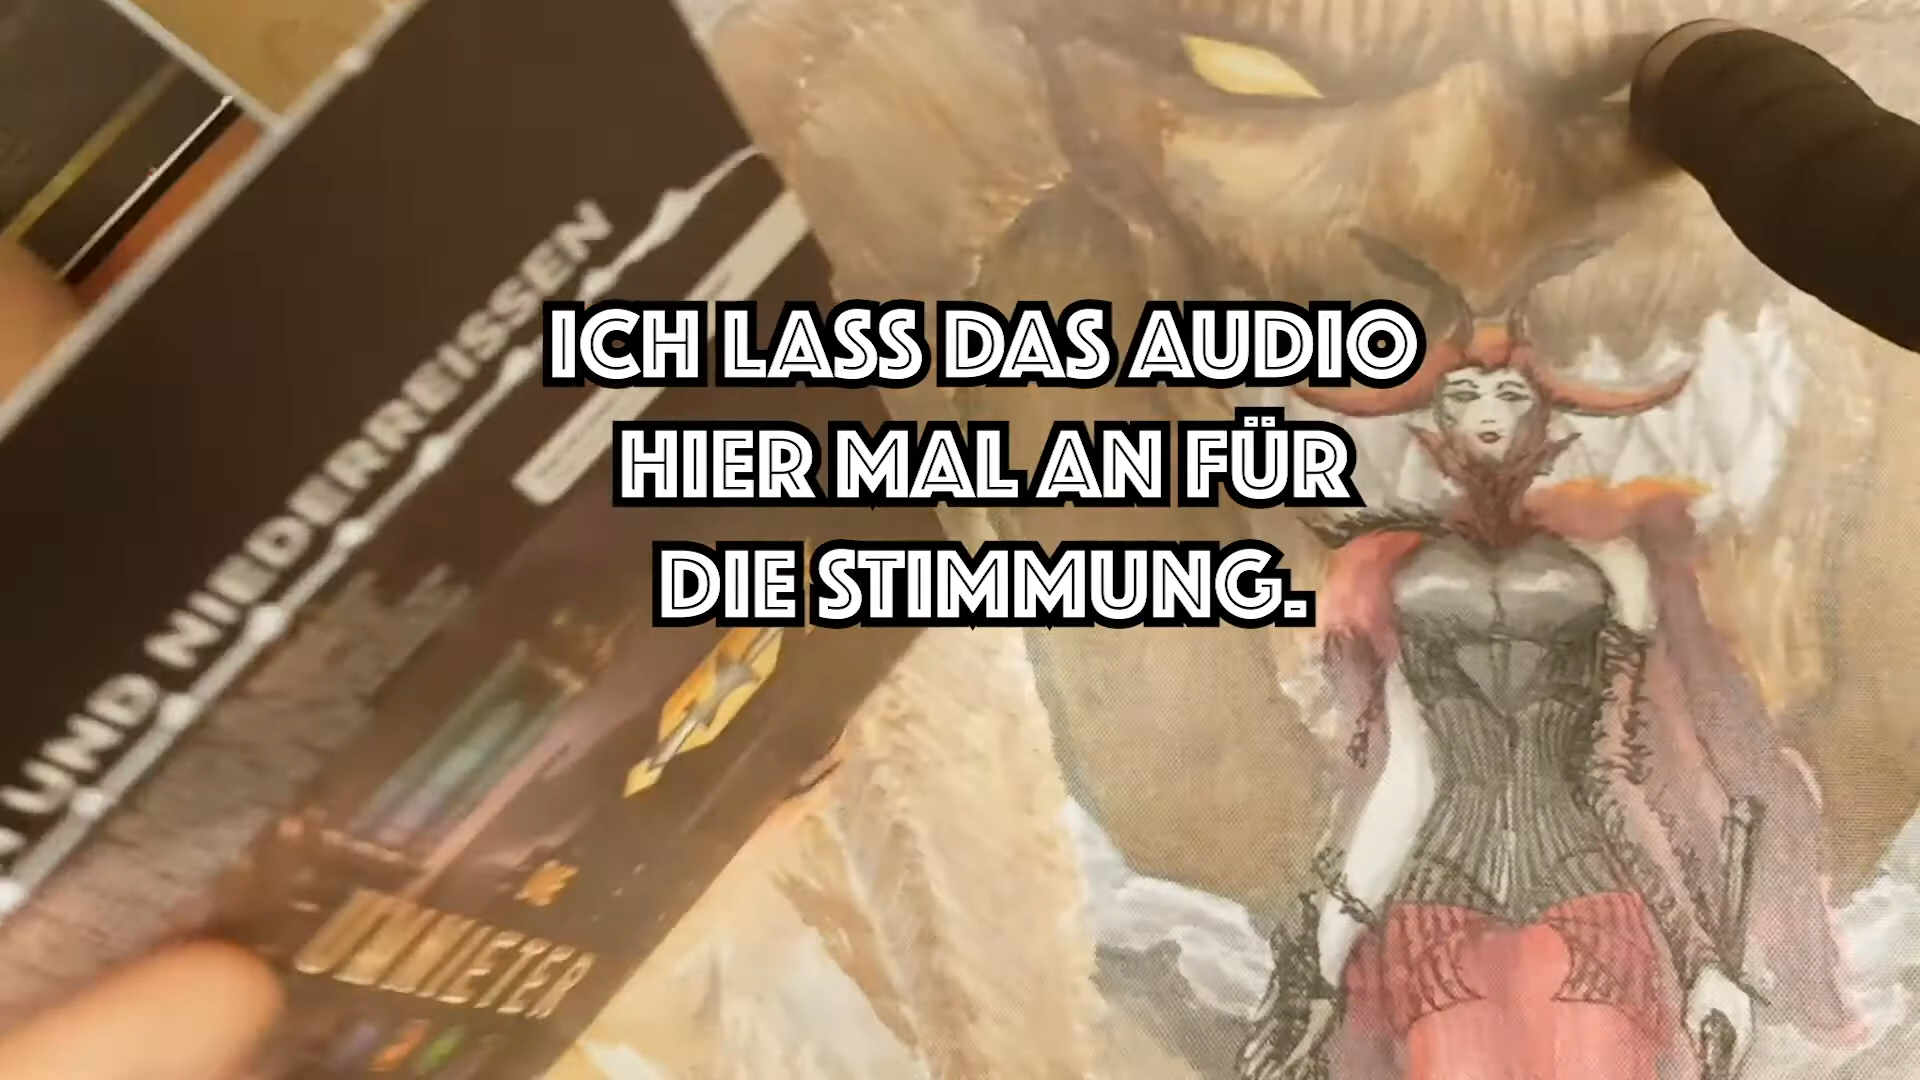 ICH LASS DAS AUDIO
HIER MAL AN FÜR
DIE STIMMUNG.
UND NIEDERREISSEN